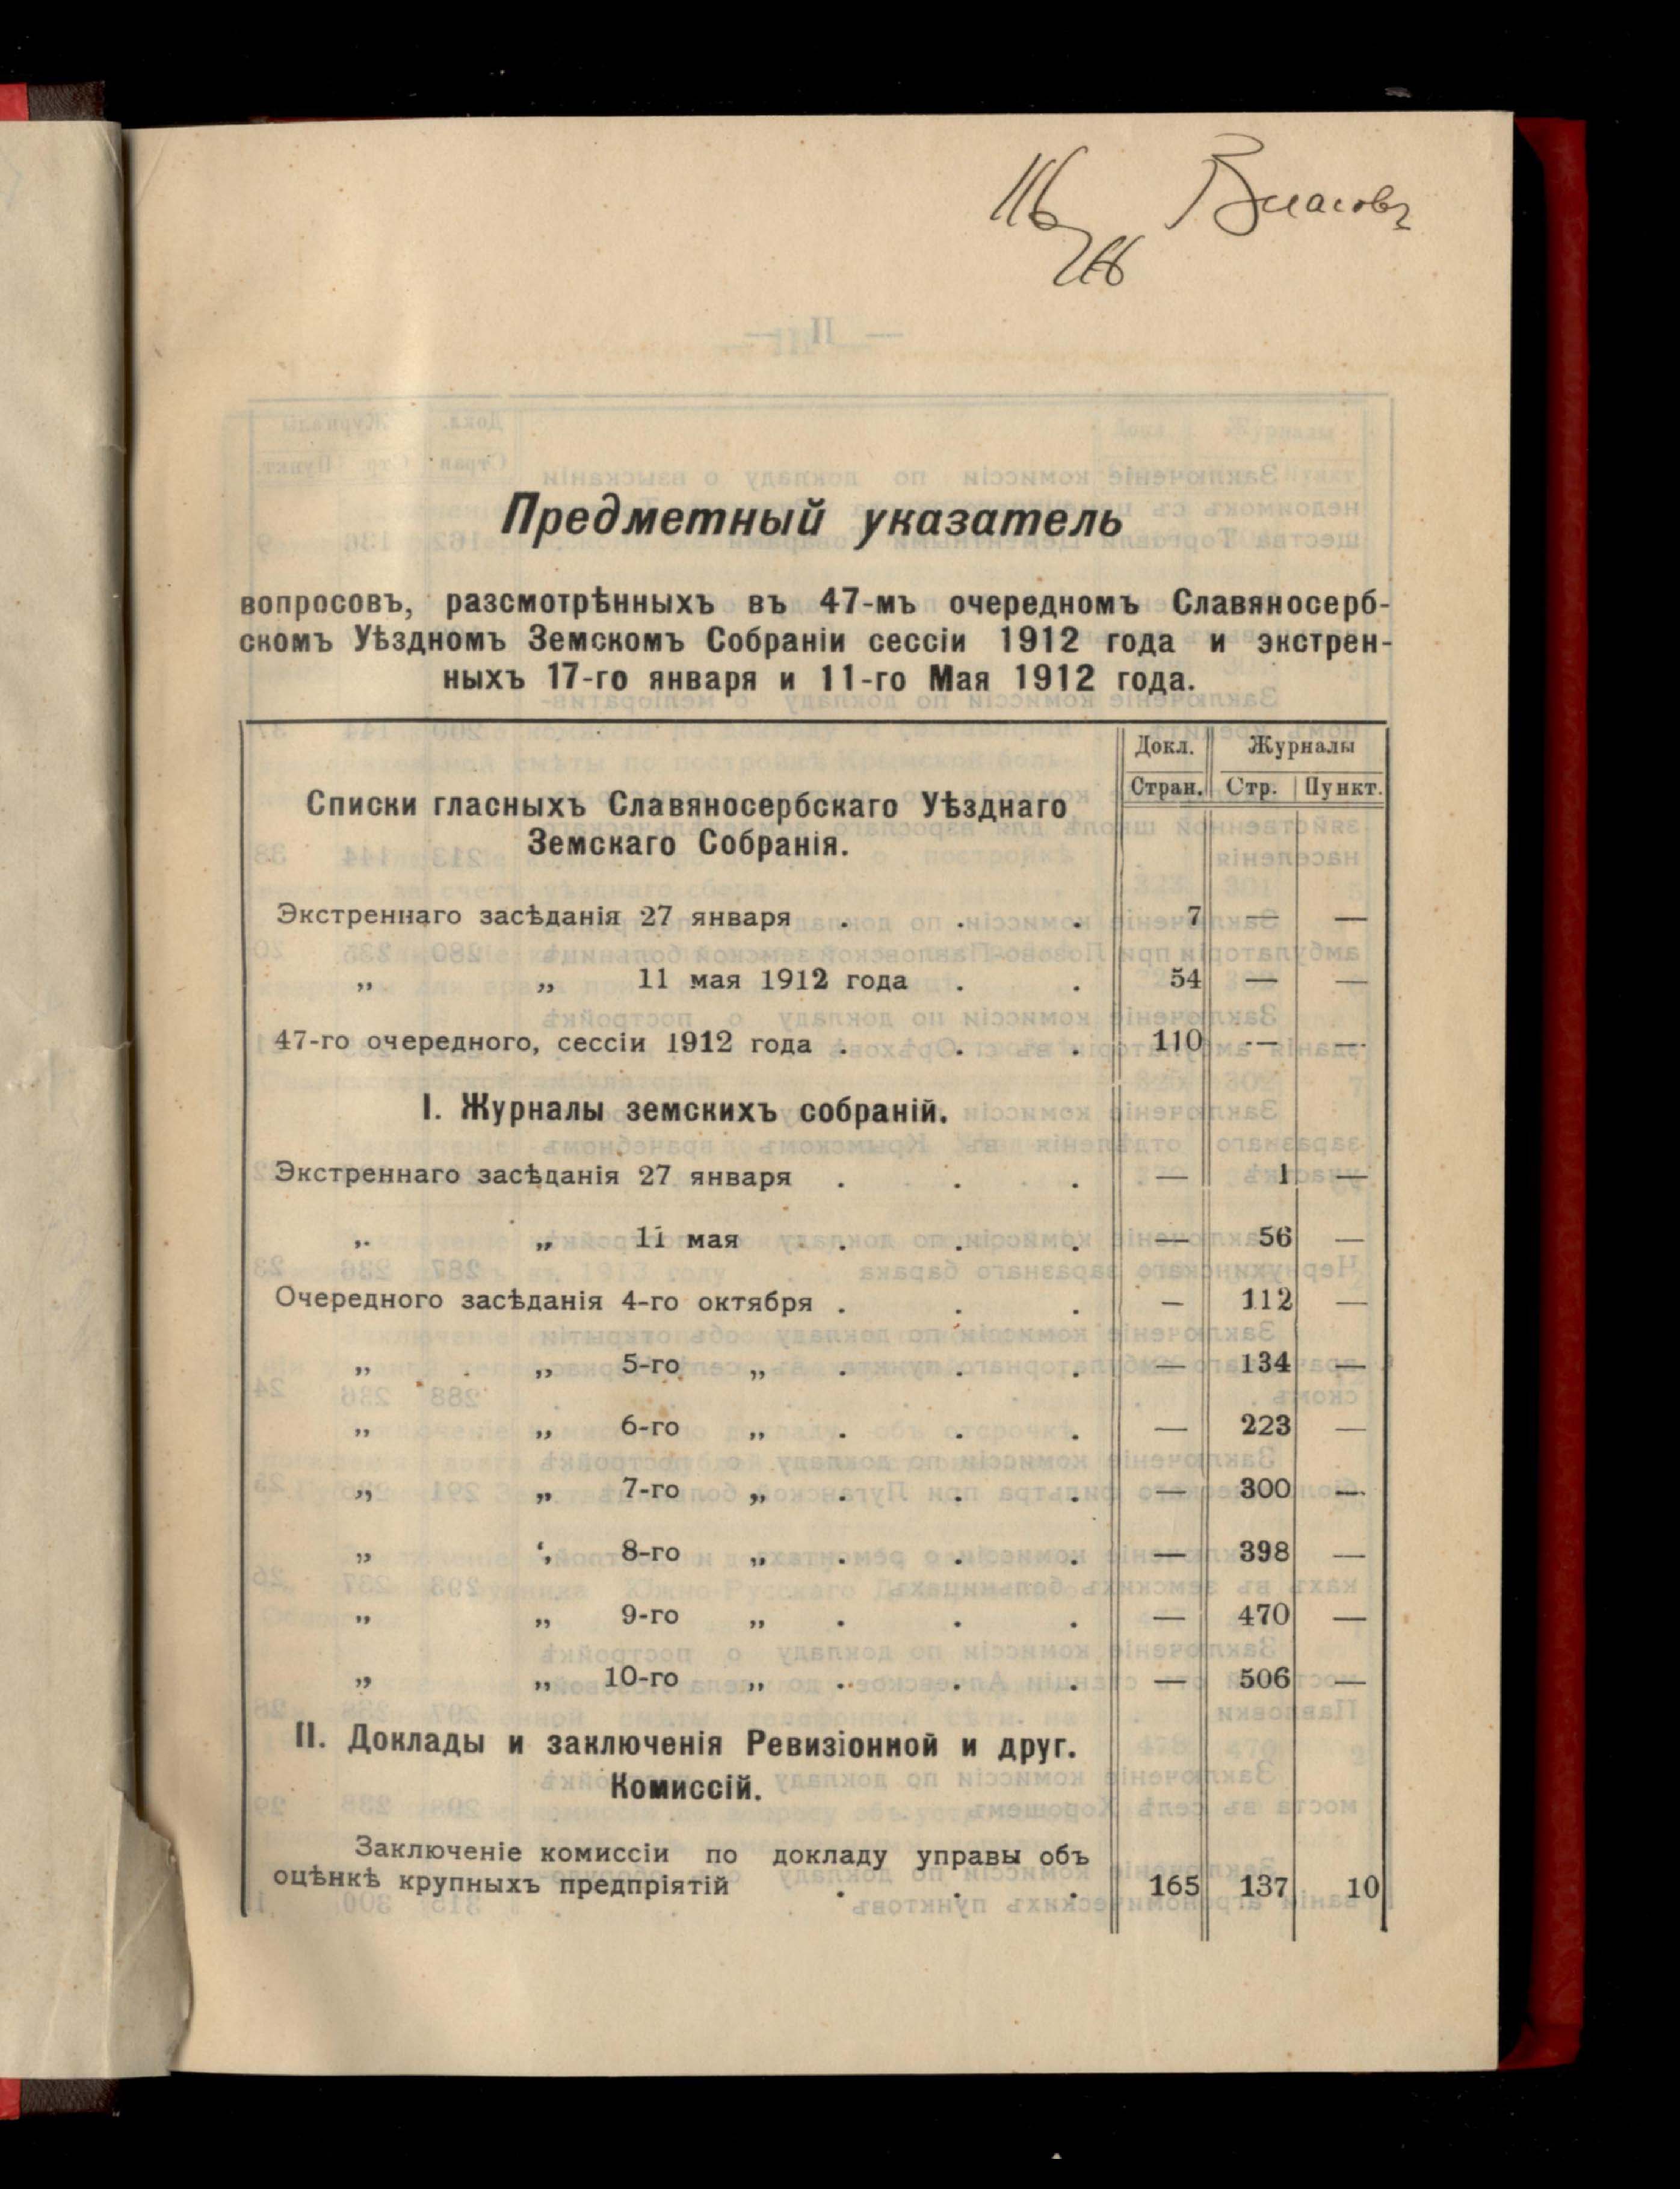 Власовъ
Предметный указатель
вопросовъ, разсмотрѣнныхъ въ 47-мъ очередномъ Славяносерб-
скомъ Уѣздномъ Земскомъ Собраніи сессіи 1912 года и экстрен-
ныхъ 17-го января и 11-го Мая 1912 года.
Докл. Журналы
Стран. Стр. Пункт.
Списки гласныхъ Славяносербскаго Уѣзднаго
Земскаго Собранія.
Экстреннаго засѣданія 27 января . . . 7 — —
„ „ 11 мая 1912 года . . 54 — —
47-го очередного, сессіи 1912 года . . . 110 — —
I. Журналы земскихъ собраній.
Экстреннаго засѣданія 27 января . . . — 1 —
„ „ 11 мая . . . — 56 —
Очередного засѣданія 4-го октября . . . — 112 —
„ „ 5-го „ . . . — 134 —
„ „ 6-го „ . . . — 223 —
„ „ 7-го „ . . . — 300 —
„ „ 8-го „ . . . — 398 —
„ „ 9-го „ . . . — 470 —
„ „ 10-го „ . . . — 506 —
II. Доклады и заключенія Ревизіонной и друг.
Комиссій.
Заключеніе комиссіи по докладу управы объ
оцѣнкѣ крупныхъ предпріятій . . . 165 137 10